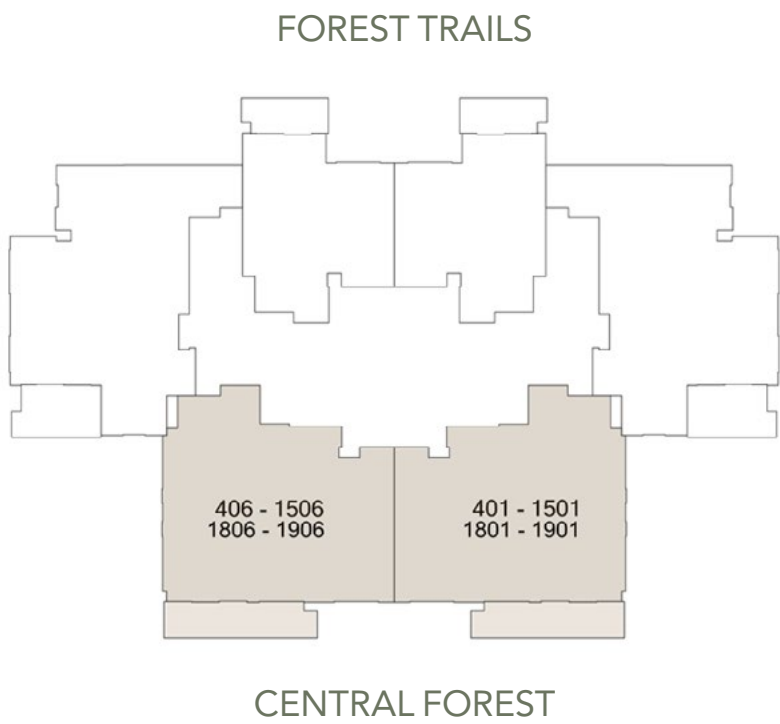 FOREST TRAILS
406 - 1506
1806 - 1906
401 - 1501
1801 - 1901
CENTRAL FOREST